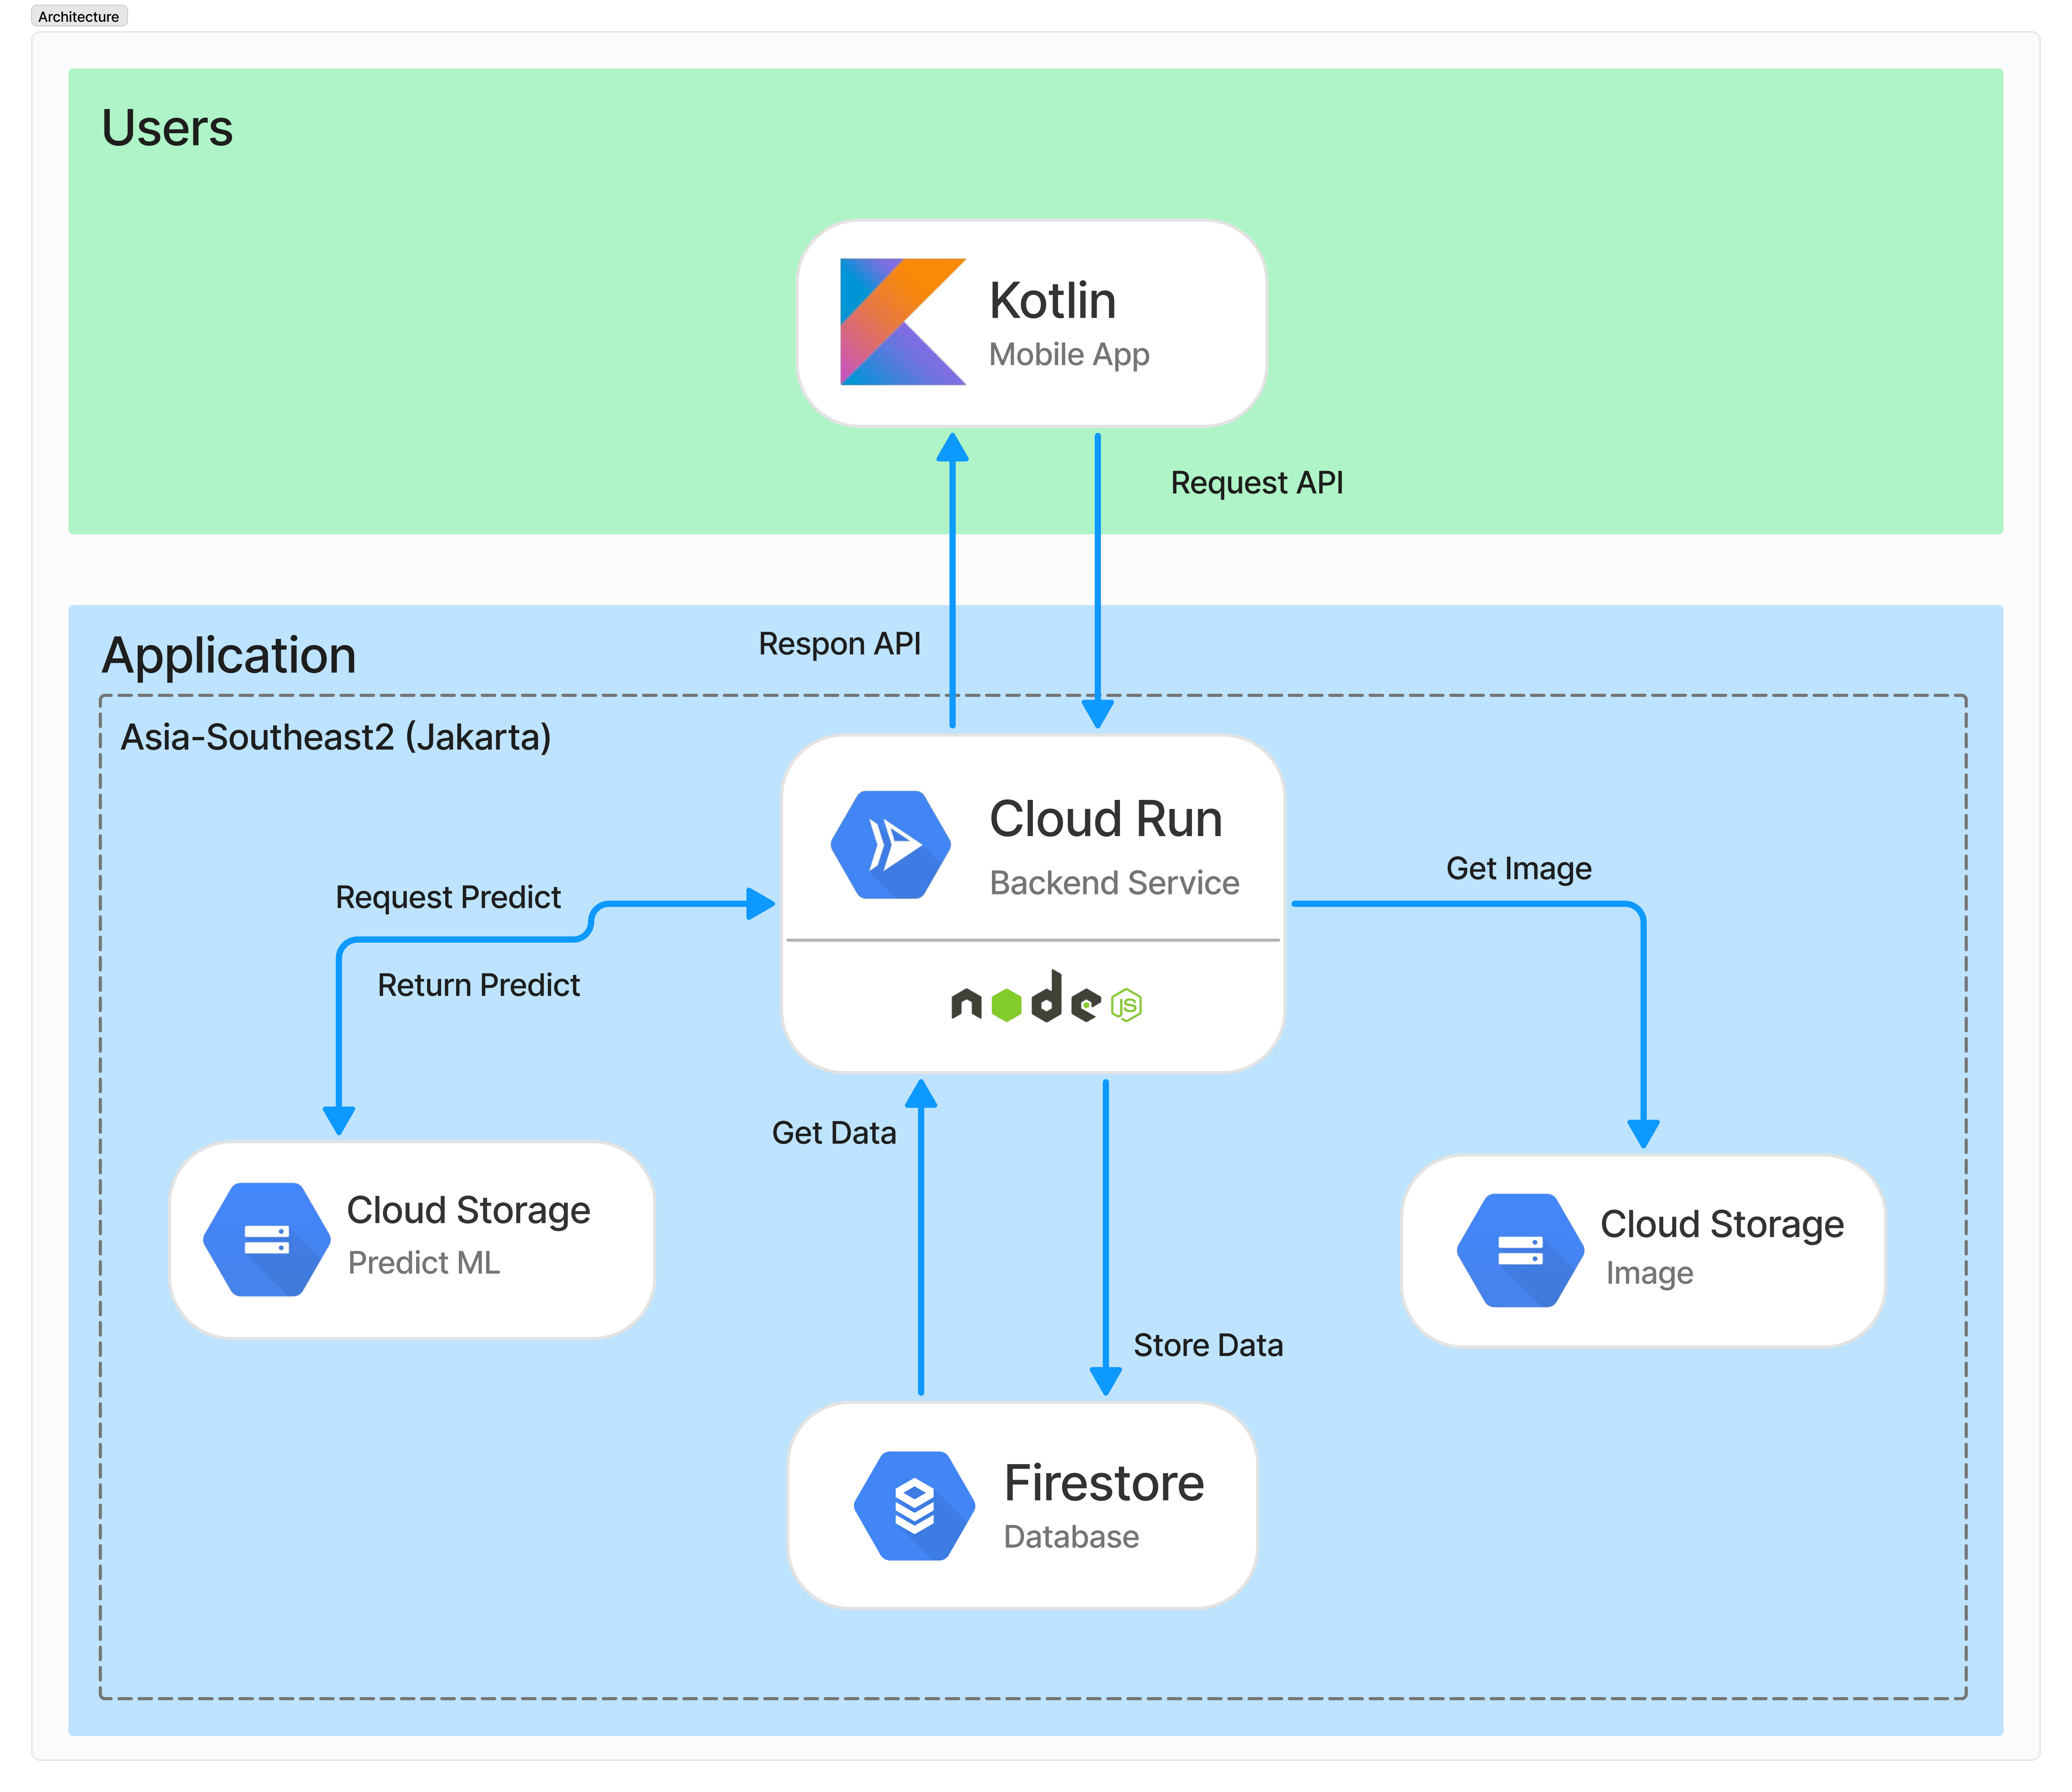 Architecture
Users
Kotlin
Mobile App
Request API
Respon API
Application
Asia-Southeast2 (Jakarta)
Cloud Run
Backend Service
node
JS
Request Predict
Return Predict
Get Image
Get Data
Store Data
Cloud Storage
Predict ML
Cloud Storage
Image
Firestore
Database